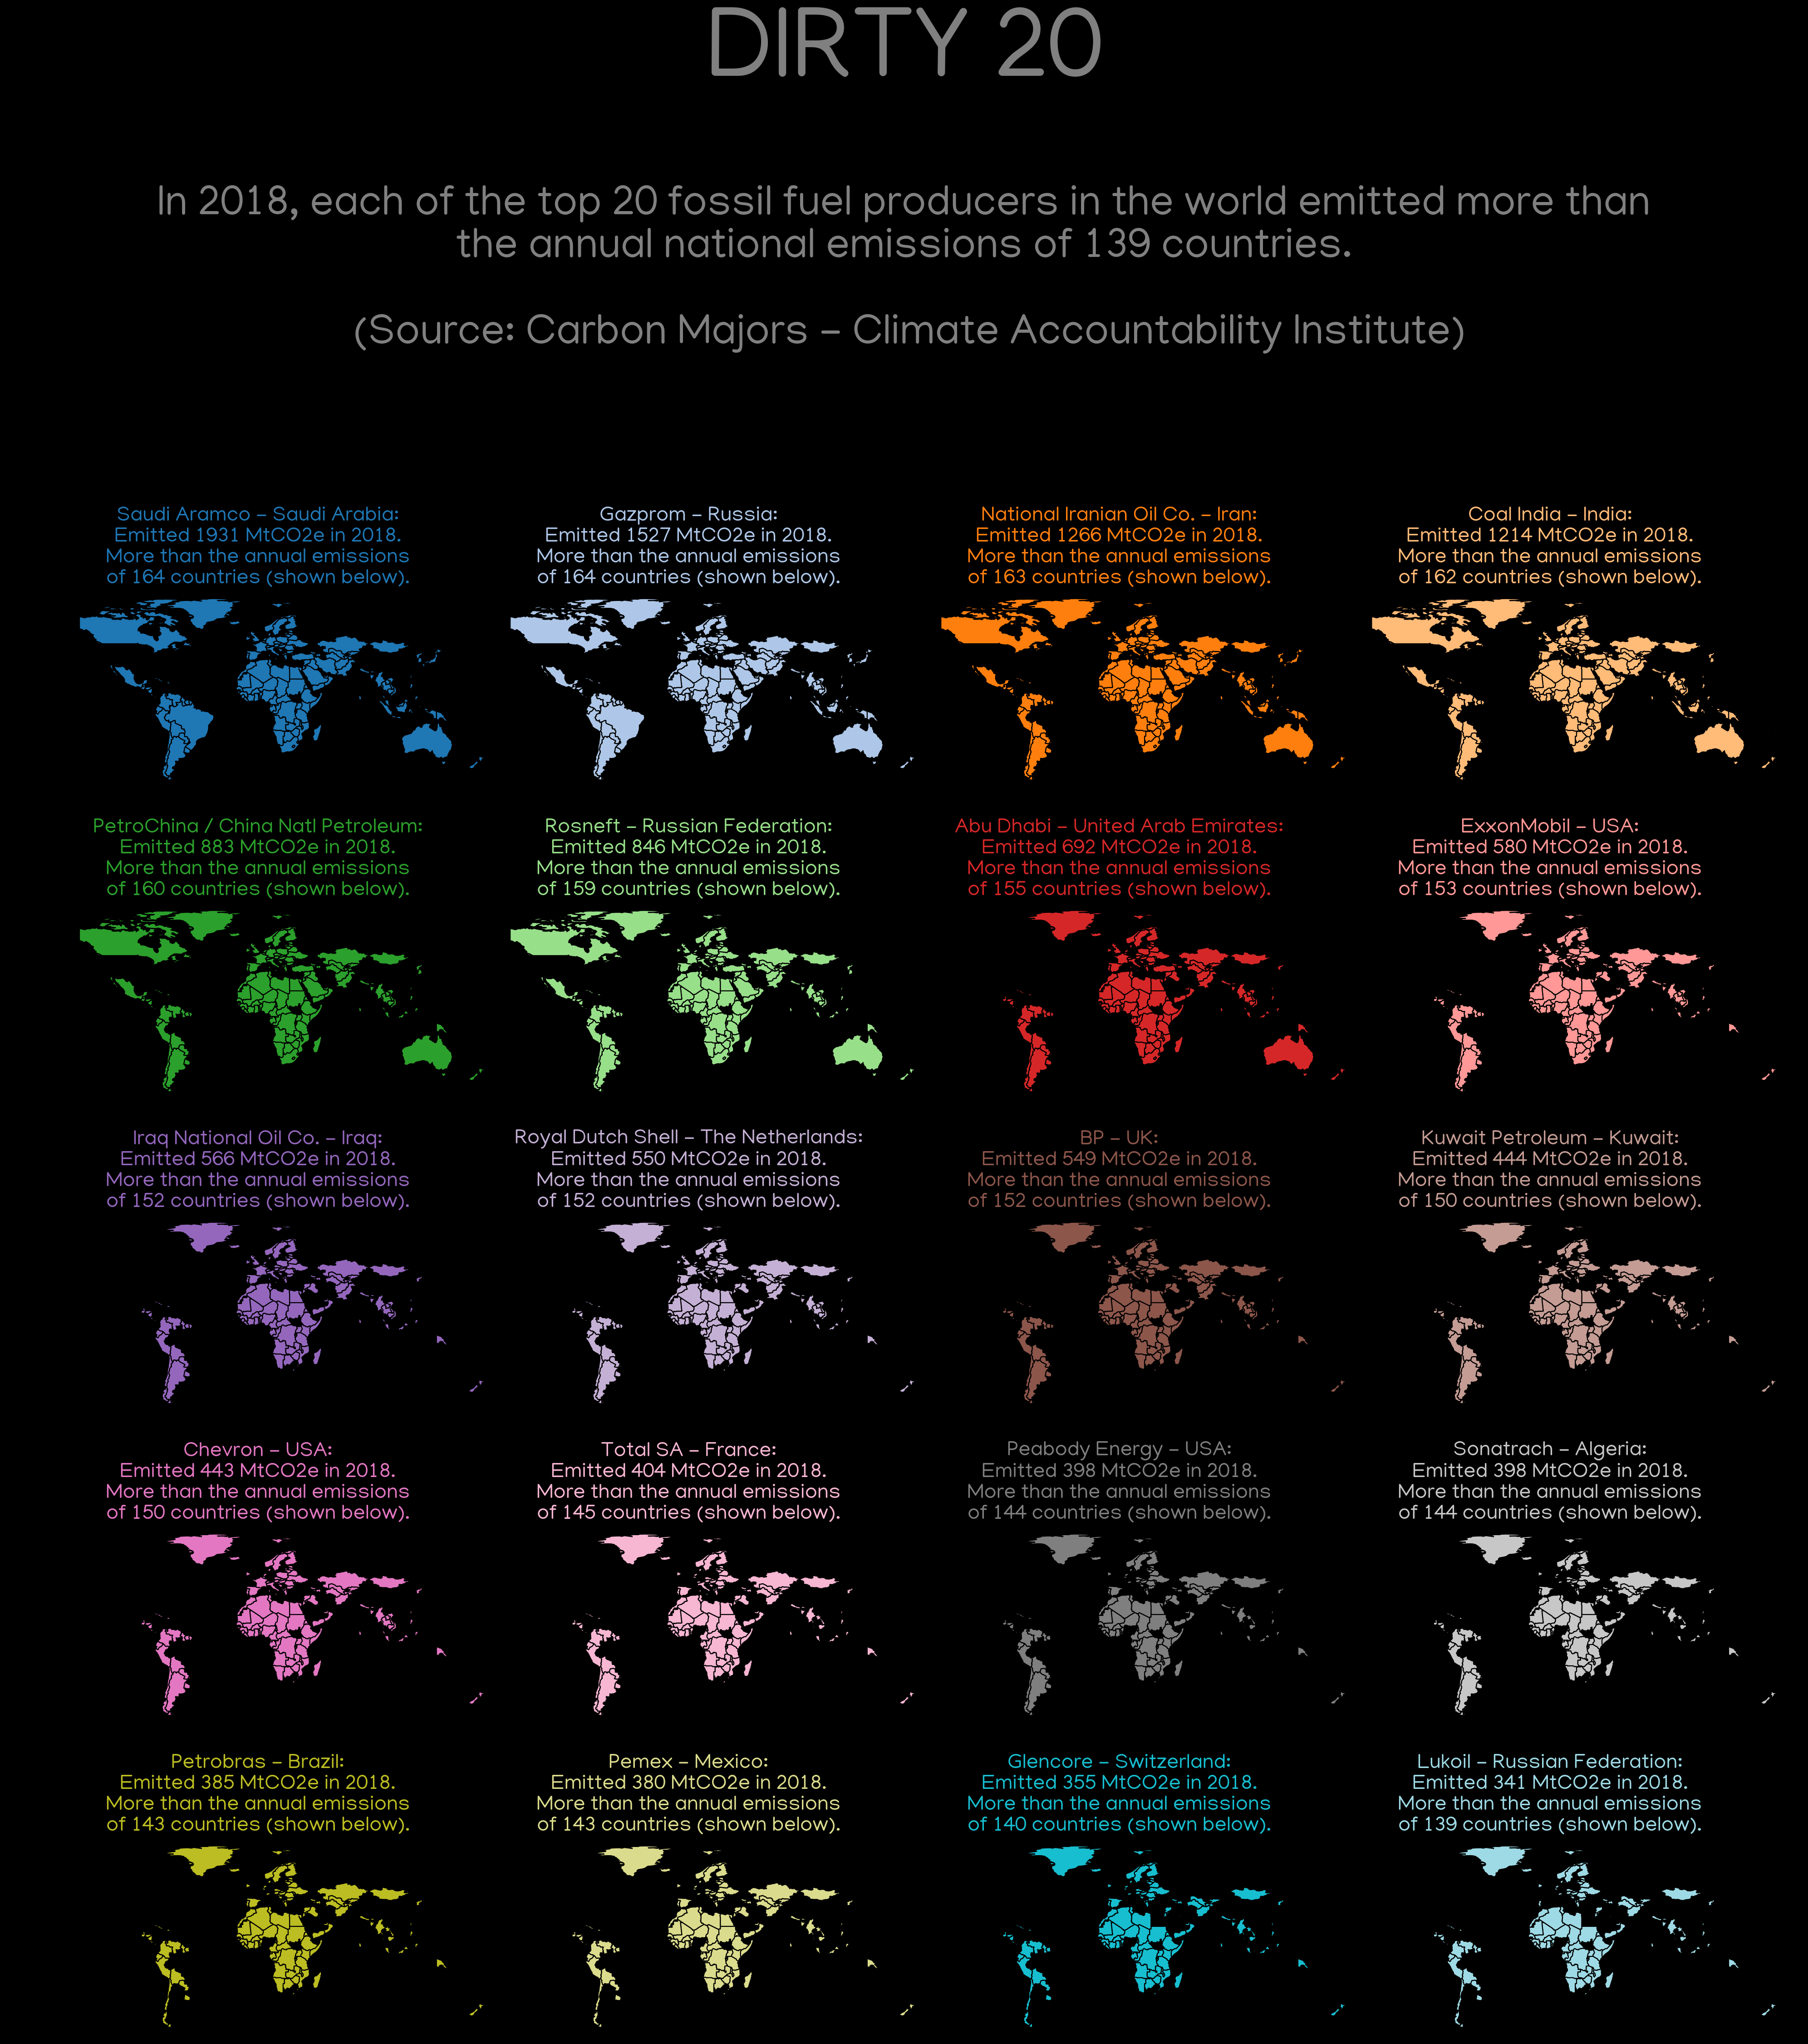 DIRTY 20
In 2018, each of the top 20 fossil fuel producers in the world emitted more than
the annual national emissions of 139 countries.
(Source: Carbon Majors – Climate Accountability Institute)
Saudi Aramco – Saudi Arabia:
Emitted 1931 MtCO2e in 2018.
More than the annual emissions
of 164 countries (shown below).
Gazprom – Russia:
Emitted 1527 MtCO2e in 2018.
More than the annual emissions
of 164 countries (shown below).
National Iranian Oil Co. – Iran:
Emitted 1266 MtCO2e in 2018.
More than the annual emissions
of 163 countries (shown below).
Coal India – India:
Emitted 1214 MtCO2e in 2018.
More than the annual emissions
of 162 countries (shown below).
PetroChina / China Natl Petroleum:
Emitted 883 MtCO2e in 2018.
More than the annual emissions
of 160 countries (shown below).
Rosneft – Russian Federation:
Emitted 846 MtCO2e in 2018.
More than the annual emissions
of 159 countries (shown below).
Abu Dhabi – United Arab Emirates:
Emitted 692 MtCO2e in 2018.
More than the annual emissions
of 155 countries (shown below).
ExxonMobil – USA:
Emitted 580 MtCO2e in 2018.
More than the annual emissions
of 153 countries (shown below).
Iraq National Oil Co. – Iraq:
Emitted 566 MtCO2e in 2018.
More than the annual emissions
of 152 countries (shown below).
Royal Dutch Shell – The Netherlands:
Emitted 550 MtCO2e in 2018.
More than the annual emissions
of 152 countries (shown below).
BP – UK:
Emitted 549 MtCO2e in 2018.
More than the annual emissions
of 152 countries (shown below).
Kuwait Petroleum – Kuwait:
Emitted 444 MtCO2e in 2018.
More than the annual emissions
of 150 countries (shown below).
Chevron – USA:
Emitted 443 MtCO2e in 2018.
More than the annual emissions
of 150 countries (shown below).
Total SA – France:
Emitted 404 MtCO2e in 2018.
More than the annual emissions
of 145 countries (shown below).
Peabody Energy – USA:
Emitted 398 MtCO2e in 2018.
More than the annual emissions
of 144 countries (shown below).
Sonatrach – Algeria:
Emitted 398 MtCO2e in 2018.
More than the annual emissions
of 144 countries (shown below).
Petrobras – Brazil:
Emitted 385 MtCO2e in 2018.
More than the annual emissions
of 143 countries (shown below).
Pemex – Mexico:
Emitted 380 MtCO2e in 2018.
More than the annual emissions
of 143 countries (shown below).
Glencore – Switzerland:
Emitted 355 MtCO2e in 2018.
More than the annual emissions
of 140 countries (shown below).
Lukoil – Russian Federation:
Emitted 341 MtCO2e in 2018.
More than the annual emissions
of 139 countries (shown below).